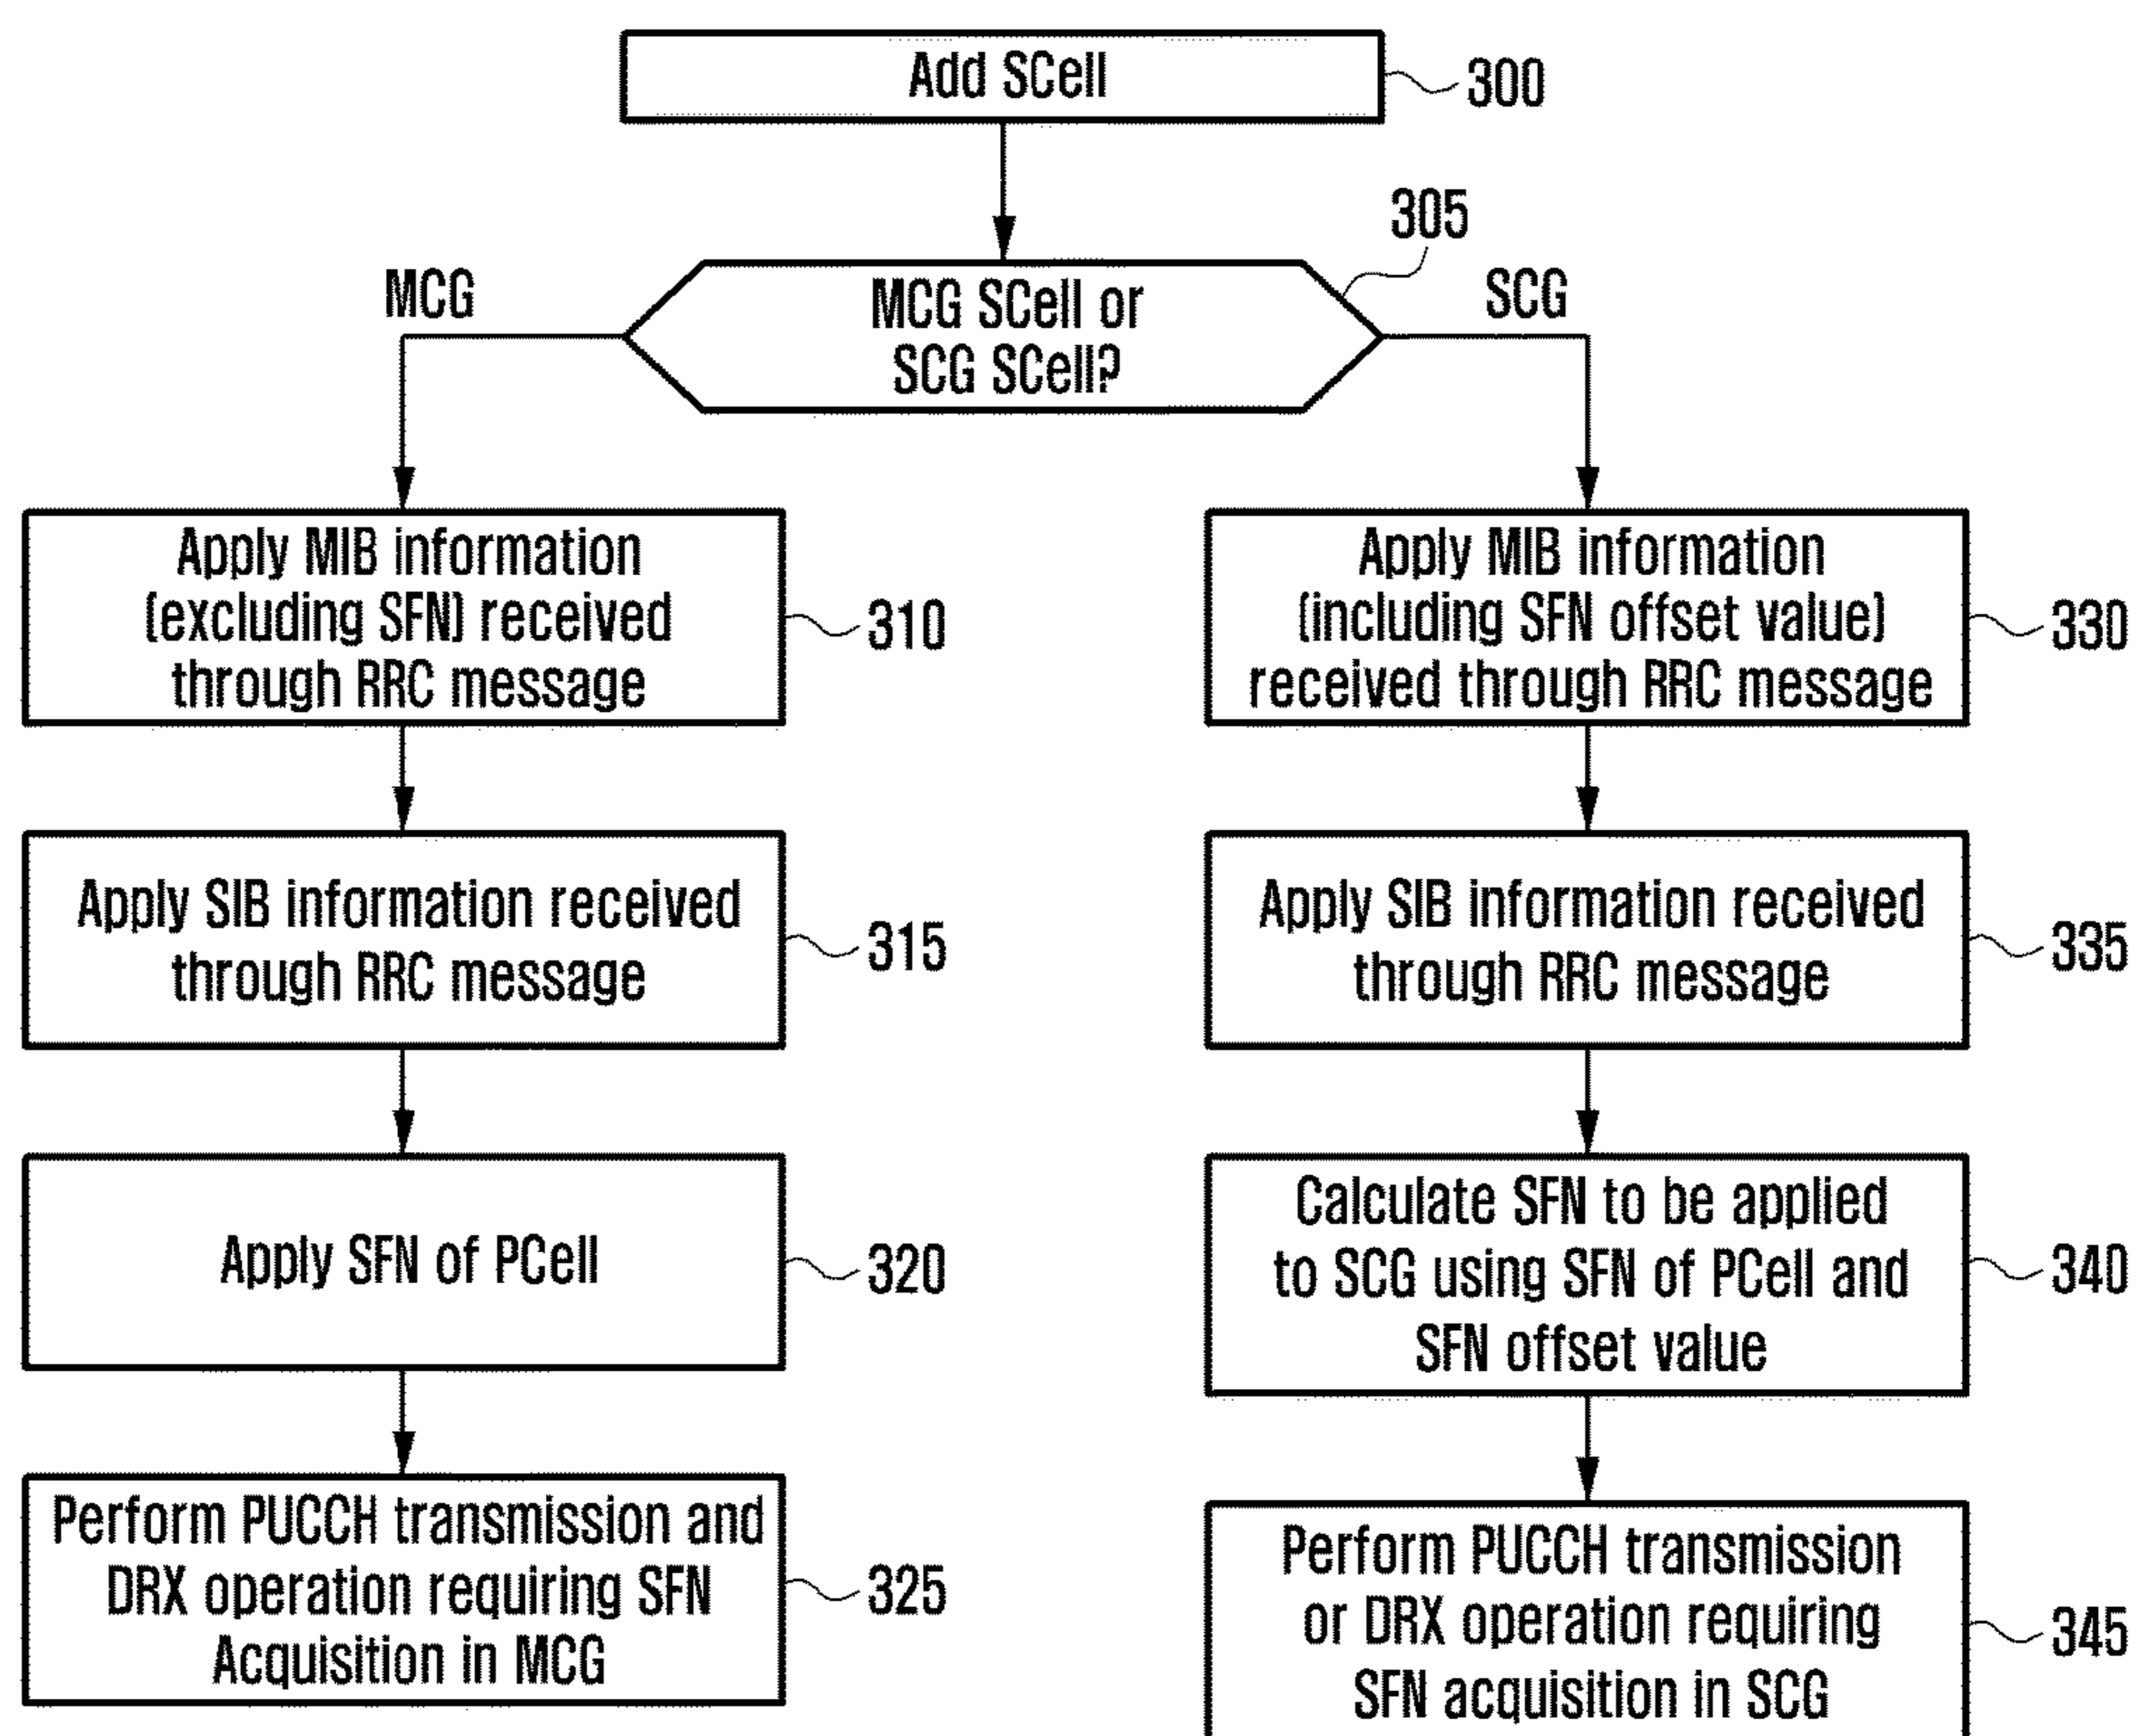 Add SCell
300
305
MCG
MCG SCell or
SCG SCell?
SCG
Apply MIB information
(excluding SFN) received
through RRC message
310
Apply SIB information received
through RRC message
315
Apply SFN of PCell
320
Perform PUCCH transmission and
DRX operation requiring SFN
Acquisition in MCG
325
Apply MIB information
(including SFN offset value)
received through RRC message
330
Apply SIB information received
through RRC message
335
Calculate SFN to be applied
to SCG using SFN of PCell and
SFN offset value
340
Perform PUCCH transmission
or DRX operation requiring
SFN acquisition in SCG
345